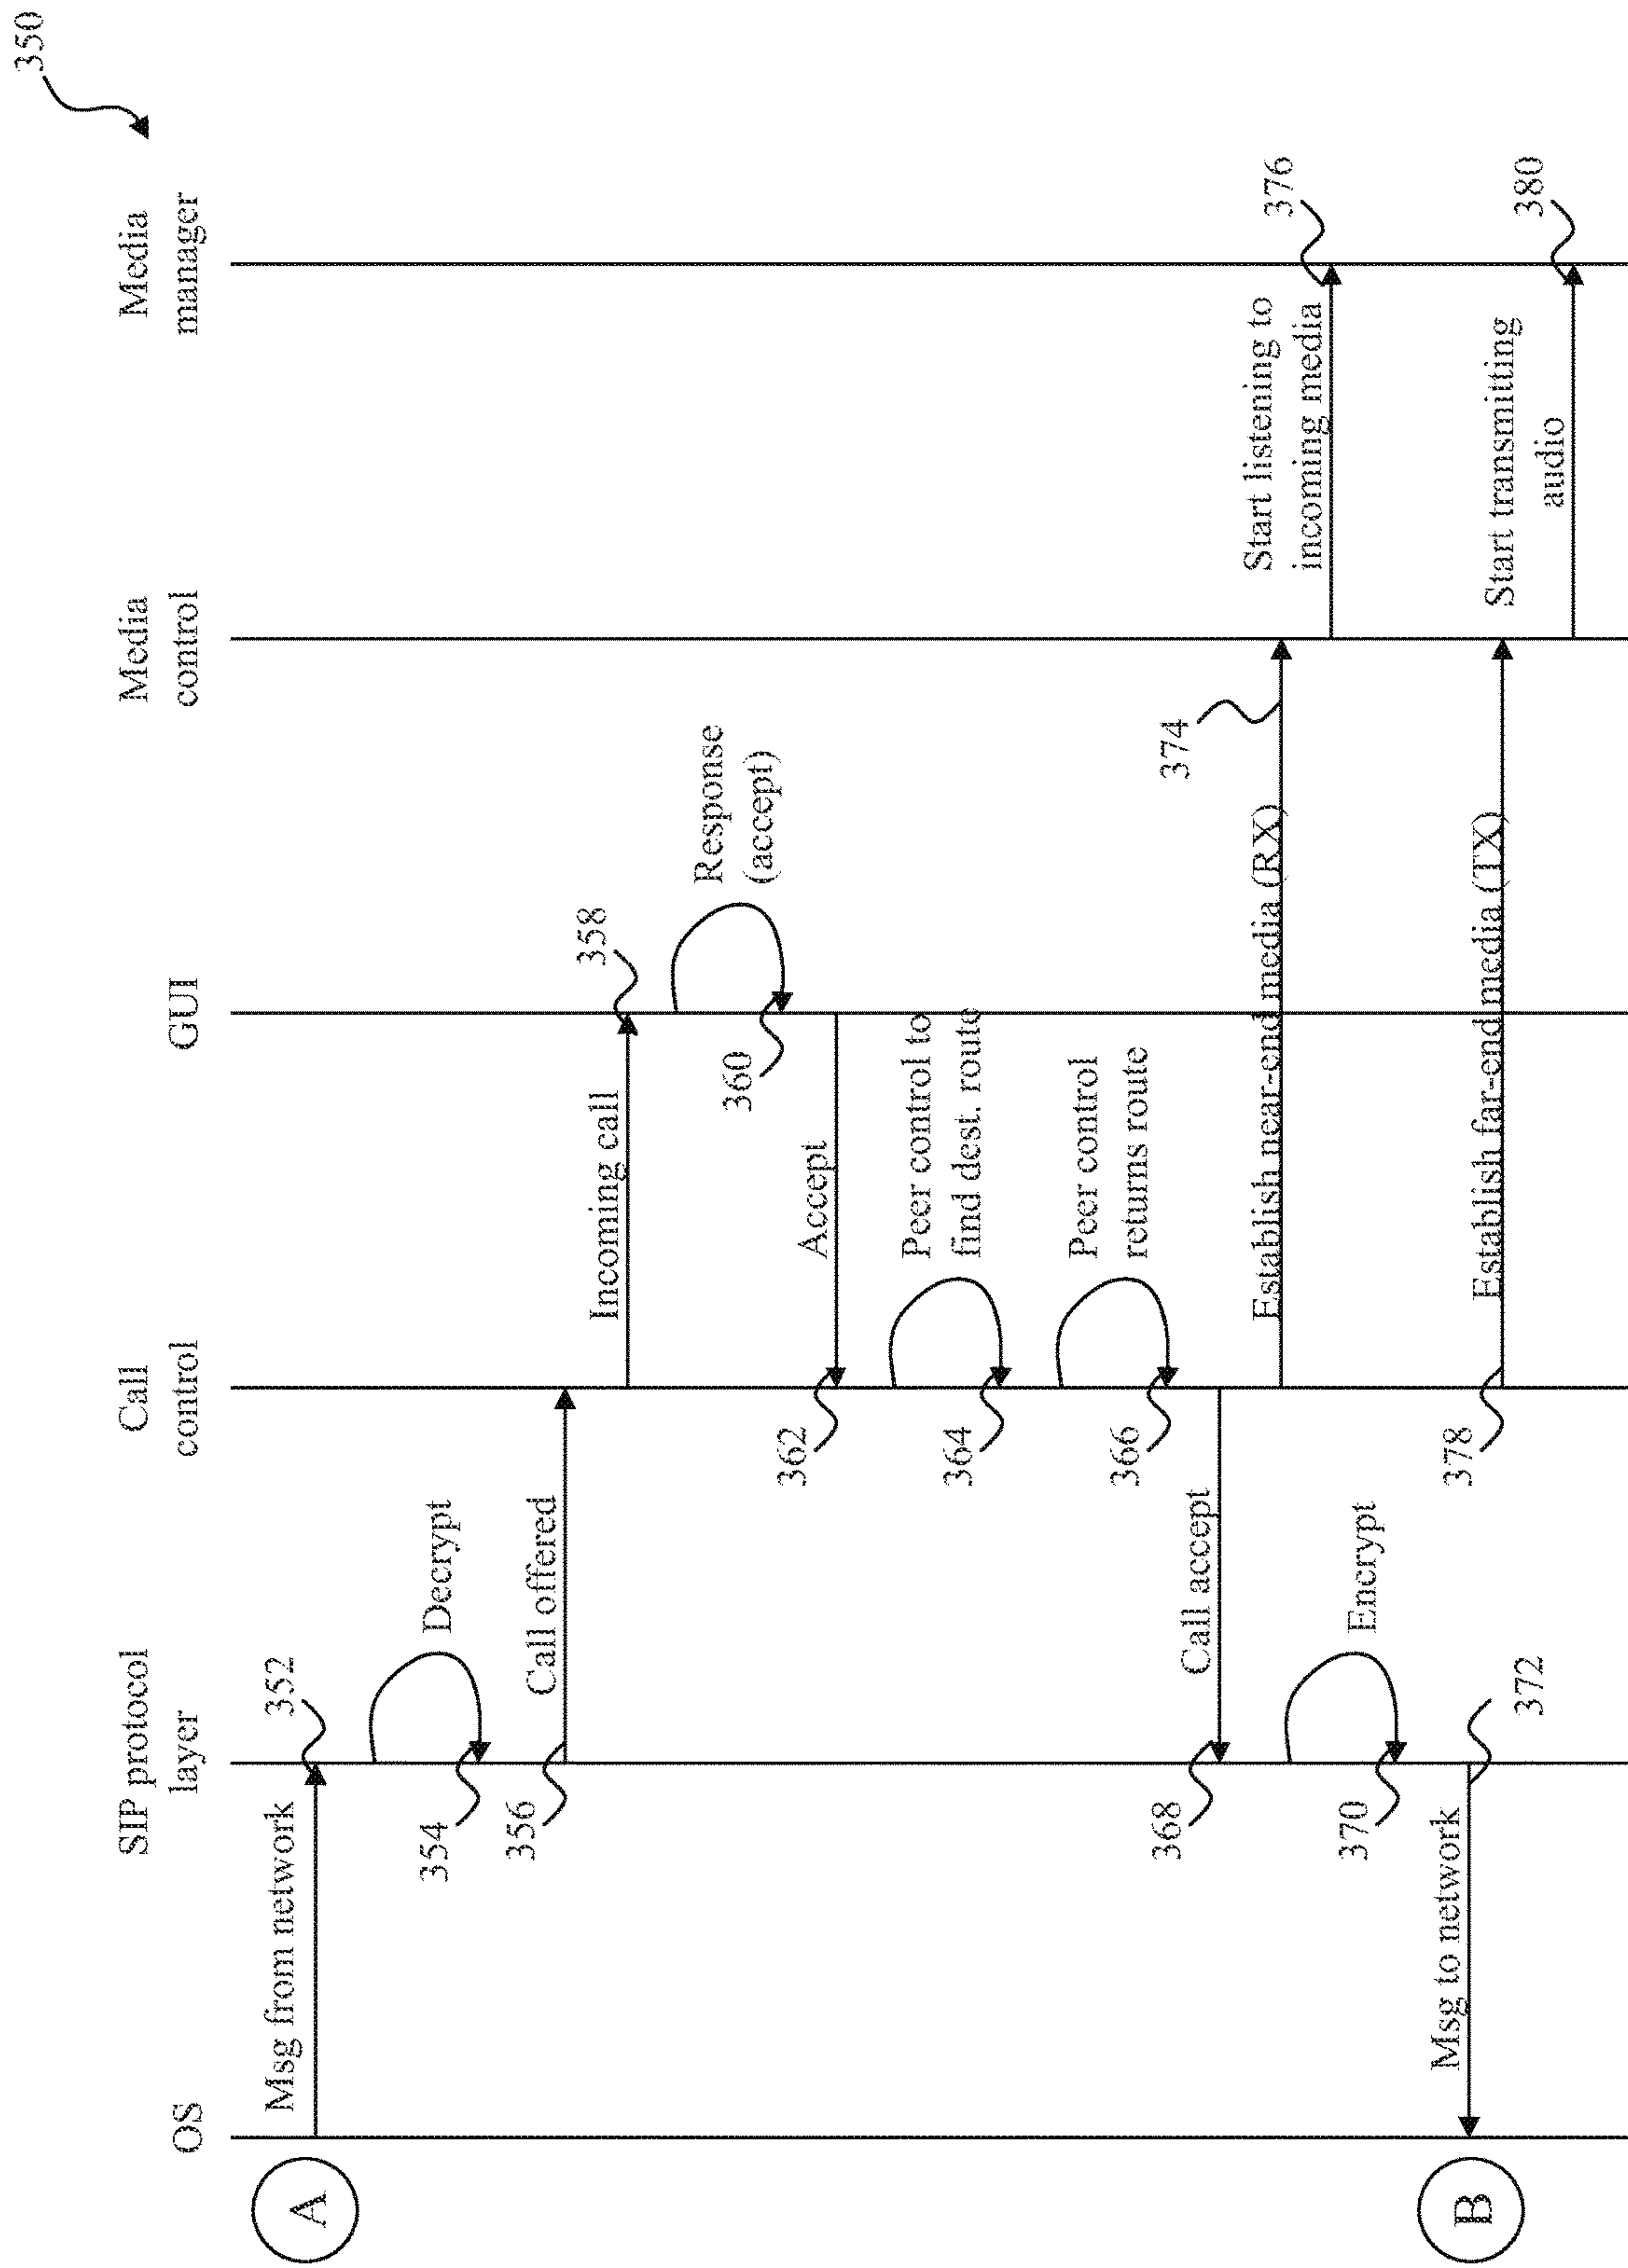 350
OS
SIP protocol
layer
Call
control
GUI
Media
control
Media
manager
A
Msg from network
352
Decrypt
354
Call offered
356
Incoming call
358
Response
(accept)
360
Accept
362
Peer control to
find dest. route
364
Peer control
returns route
366
Call accept
368
Establish near-end media (RX)
374
Start listening to
incoming media
376
Encrypt
370
B
Msg to network
372
Establish far-end media (TX)
378
Start transmitting
audio
380